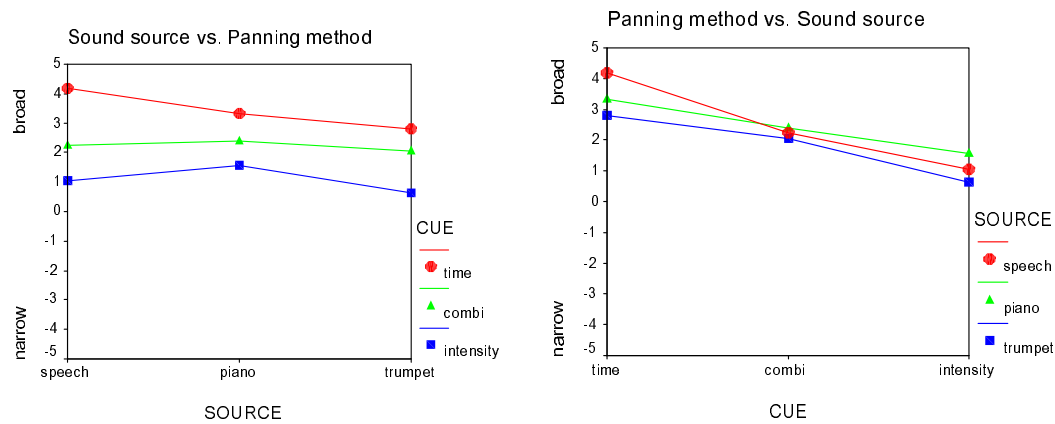 Sound source vs. Panning method
broad
narrow
5
4
3
2
1
0
-1
-2
-3
-4
-5
speech piano trumpet
SOURCE
CUE
time
combi
intensity
Panning method vs. Sound source
broad
narrow
5
4
3
2
1
0
-1
-2
-3
-4
-5
time combi intensity
CUE
SOURCE
speech
piano
trumpet